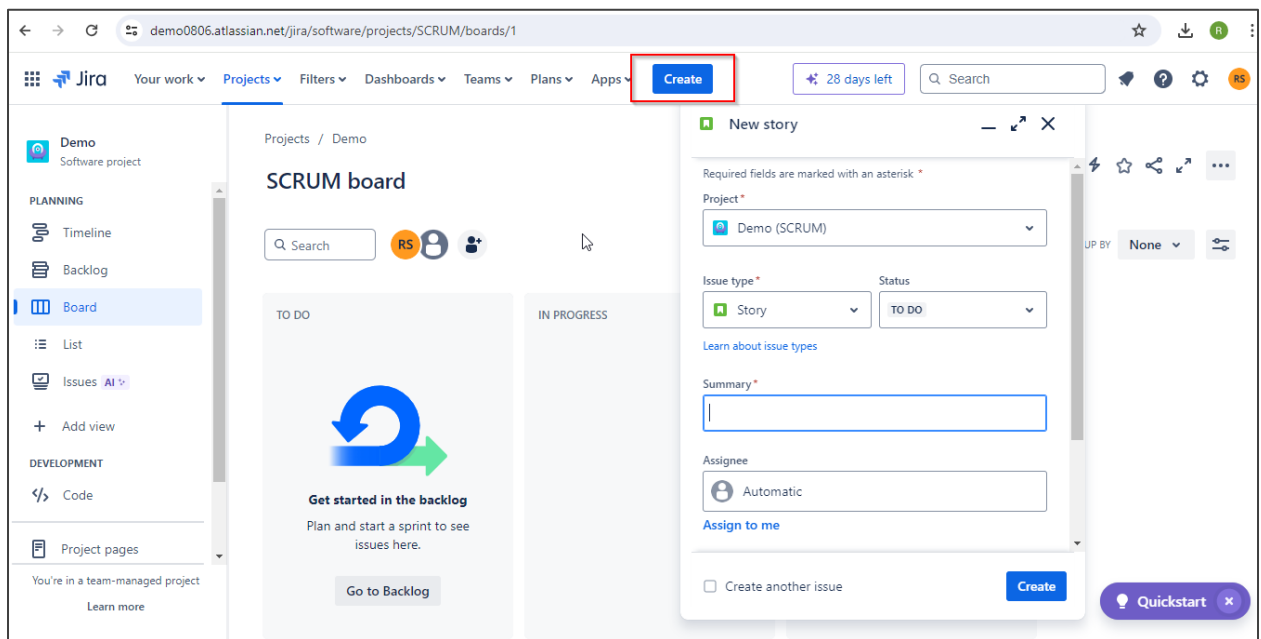 demo0806.atlassian.net/jira/software/projects/SCRUM/boards/1
R
Jira
Your work
Projects
Filters
Dashboards
Teams
Plans
Apps
Create
28 days left
Search
RS
Demo
Software project
PLANNING
Timeline
Backlog
Board
List
Issues AI
Add view
DEVELOPMENT
Code
Project pages
You're in a team-managed project
Learn more
Projects / Demo
SCRUM board
Search
RS
TO DO
Get started in the backlog
Plan and start a sprint to see
issues here.
Go to Backlog
IN PROGRESS
New story
Required fields are marked with an asterisk *
Project*
Demo (SCRUM)
Issue type*
Status
Story
TO DO
Learn about issue types
Summary*
Assignee
Automatic
Assign to me
Create another issue
Create
UP BY
None
Quickstart